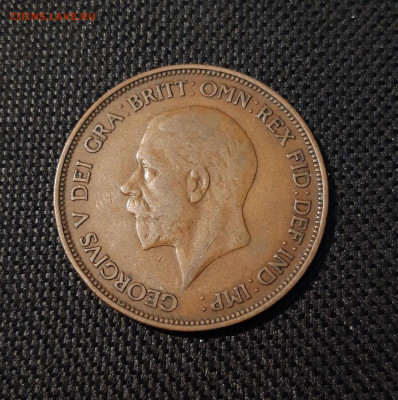 GEORGIVS V DEI GRA: BRITT: OMN: REX FID: DEF: IND: IMP: